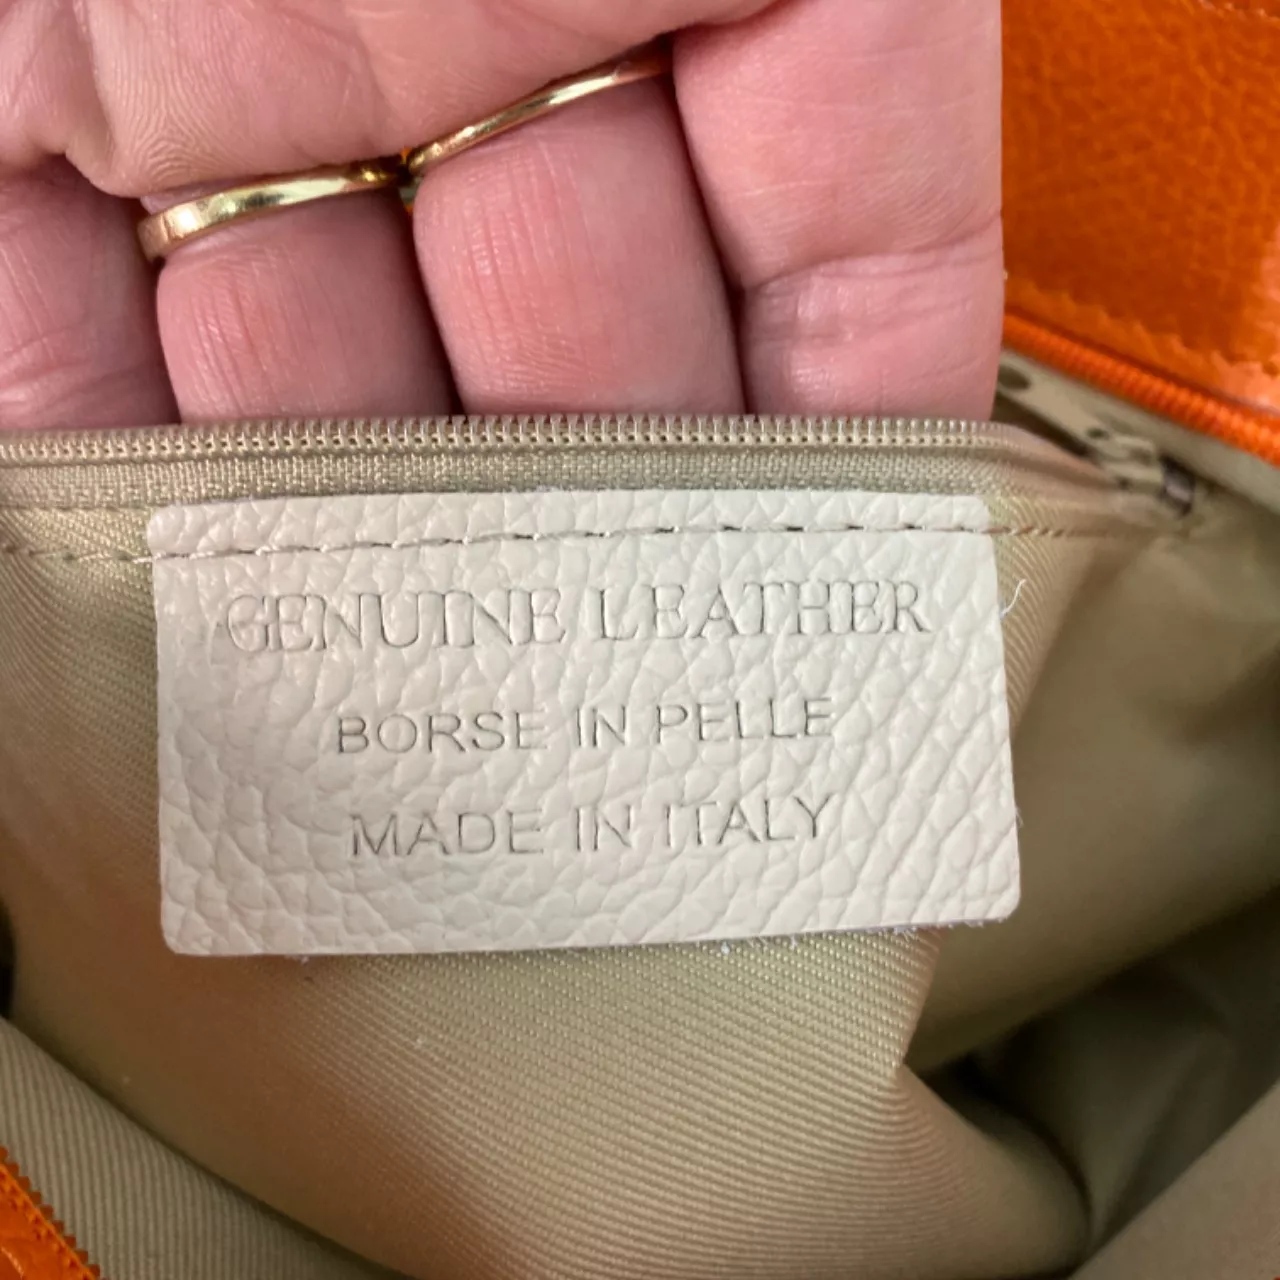 GENUINE LEATHER
BORSE IN PELLE
MADE IN ITALY